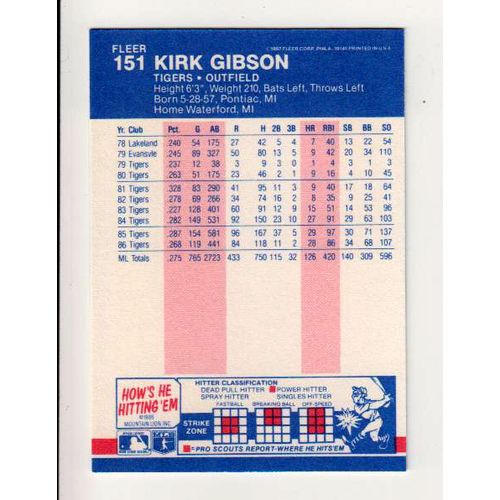 FLEER
©1987 FLEER CORP. PHILA. 19141 PRINTED IN U.S.A.
151 KIRK GIBSON
TIGERS • OUTFIELD
Height 6'3", Weight 210, Bats Left, Throws Left
Born 5-28-57, Pontiac, MI
Home Waterford, MI
Yr. Club Pct. G AB R H 2B 3B HR RBI SB BB SO
78 Lakeland .240 54 175 27 42 5 4 7 40 13 22 54
79 Evansvle .245 89 327 50 80 13 5 9 42 20 34 110
79 Tigers .237 12 38 3 9 3 0 1 4 3 1 3
80 Tigers .263 51 175 23 46 2 1 9 16 4 10 45
81 Tigers .328 83 290 41 95 11 3 9 40 17 18 64
82 Tigers .278 69 266 34 74 16 2 8 35 9 25 41
83 Tigers .227 128 401 60 91 12 9 15 51 14 53 96
84 Tigers .282 149 531 92 150 23 10 27 91 29 63 103
85 Tigers .287 154 581 96 167 37 5 29 97 30 71 137
86 Tigers .268 119 441 84 118 11 2 28 86 34 68 107
ML Totals .275 765 2723 433 750 115 32 126 420 140 309 596
HOW'S HE
HITTING 'EM
©1986
MOUNTAIN LION, INC.
HITTER CLASSIFICATION
DEAD PULL HITTER POWER HITTER
SPRAY HITTER SINGLES HITTER
FASTBALL BREAKING BALL OFF-SPEED
STRIKE
ZONE
= PRO SCOUTS REPORT-WHERE HE HITS'EM